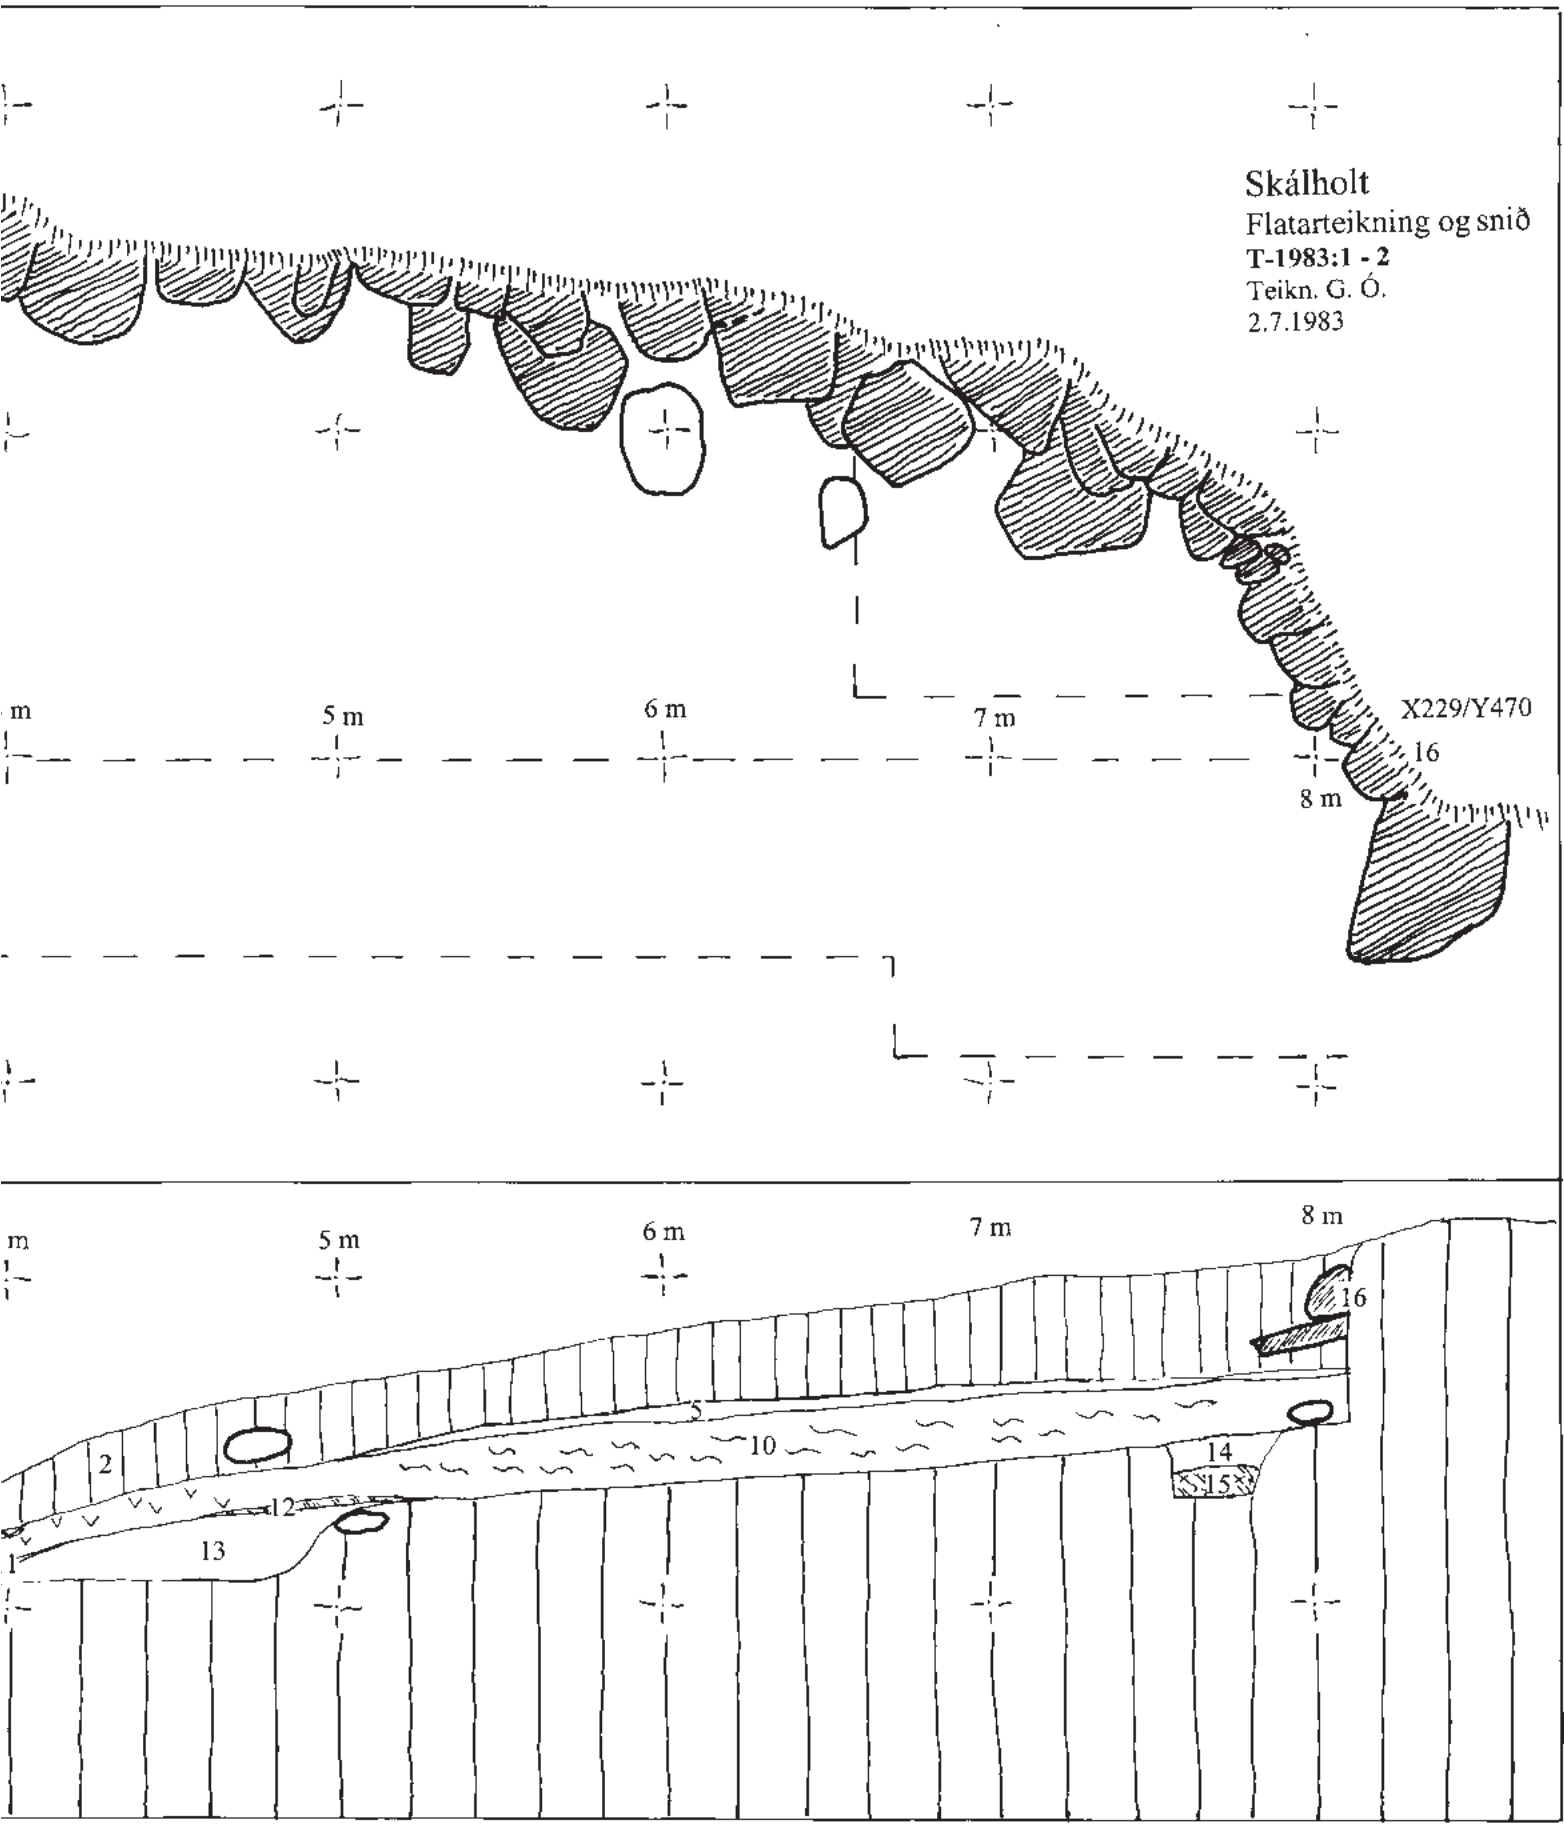 Skálholt
Flatarteikning og snið
T-1983:1 - 2
Teikn. G. Ó.
2.7.1983
m
5 m
6 m
7 m
X229/Y470
16
8 m
m
5 m
6 m
7 m
8 m
16
5
2
10
14
15
12
13
1